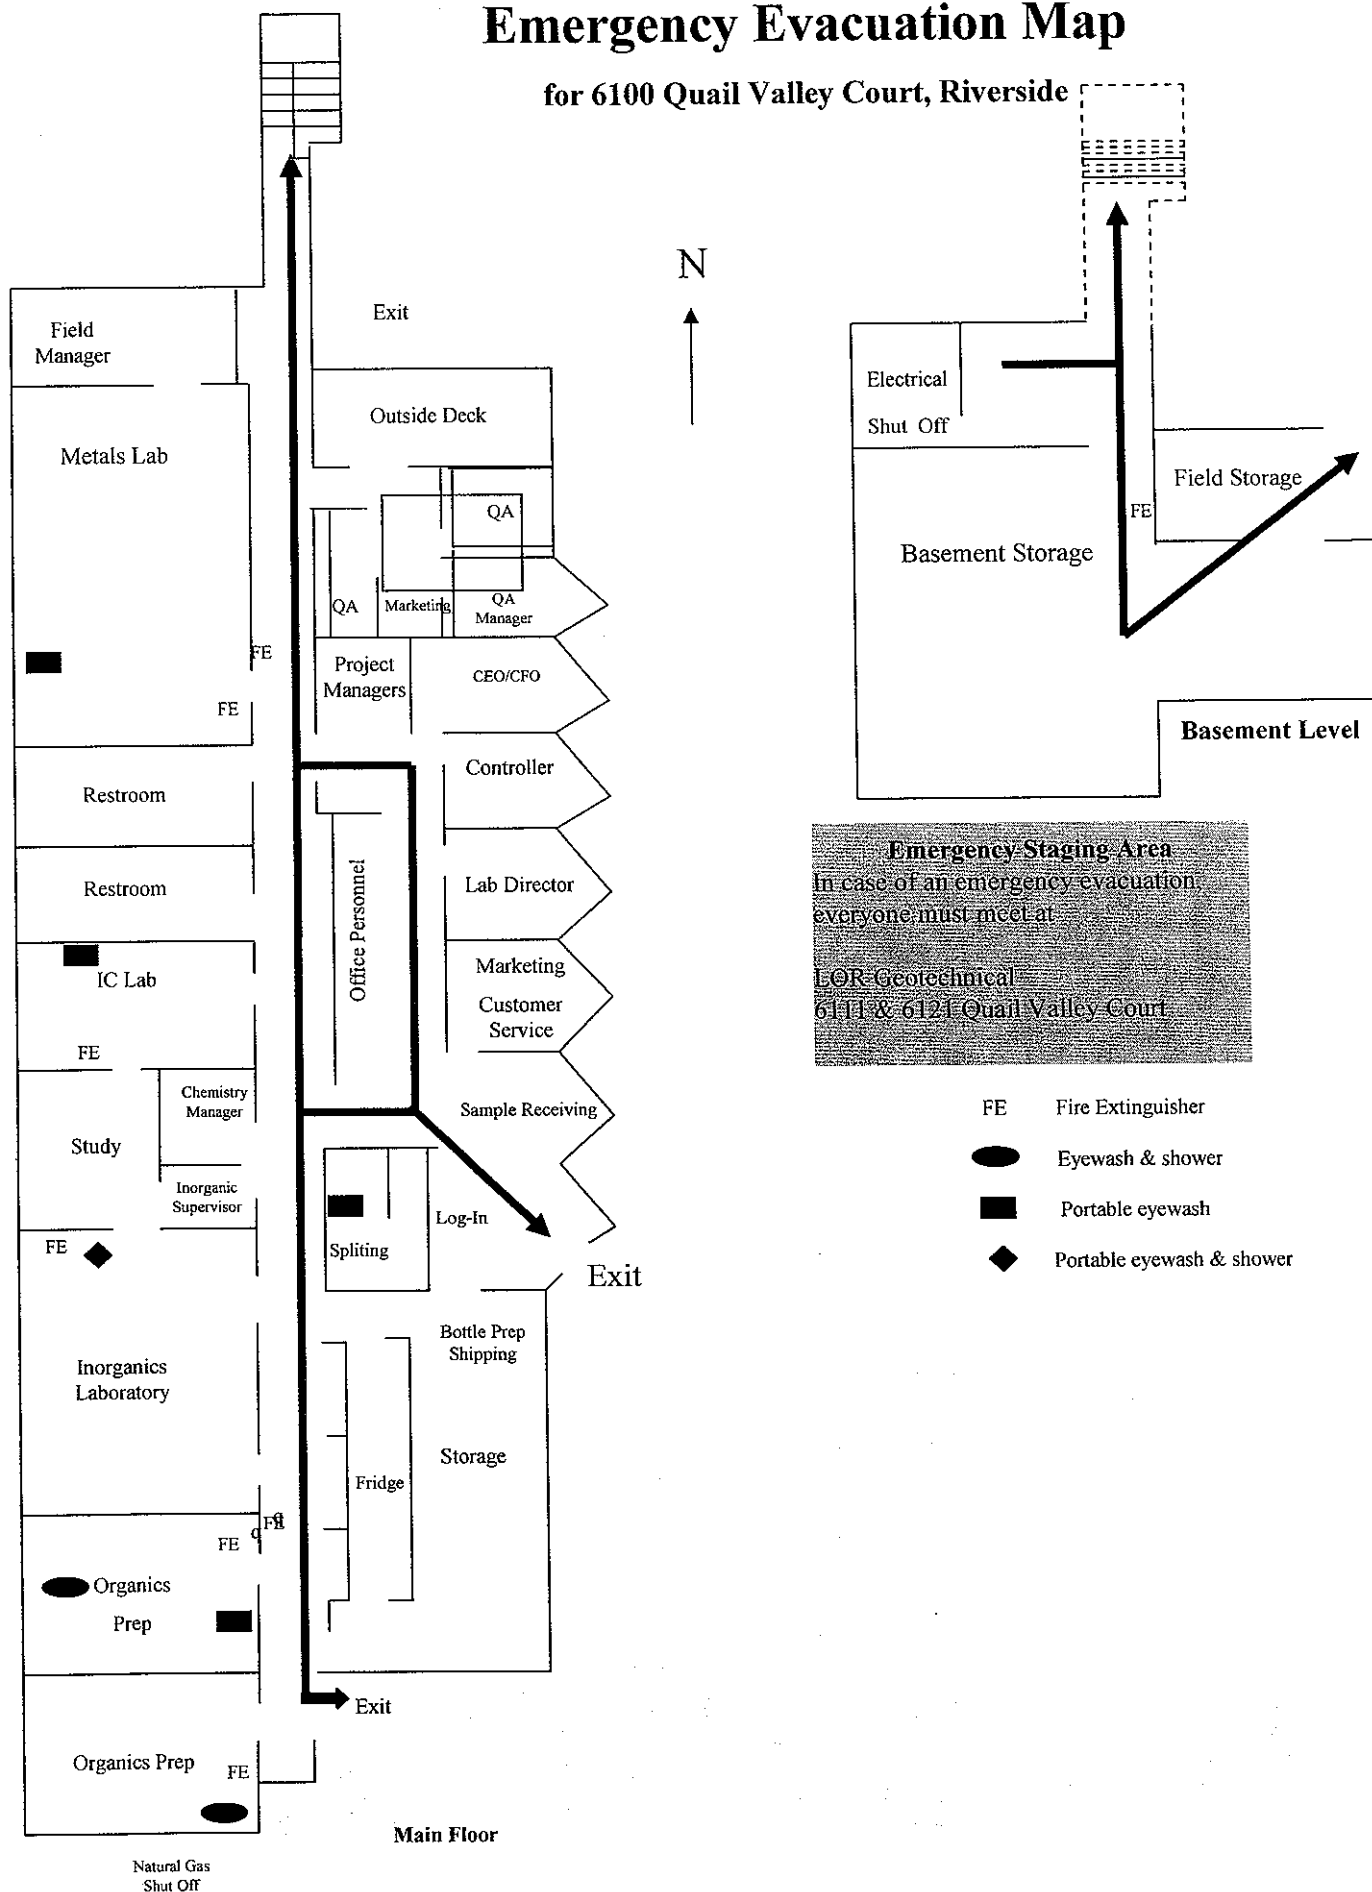 Emergency Evacuation Map
for 6100 Quail Valley Court, Riverside
N
Exit
Field
Manager
Outside Deck
Metals Lab
QA
QA
Marketing
QA
Manager
FE
Project
Managers
CEO/CFO
FE
Controller
Restroom
Office Personnel
Lab Director
Restroom
Marketing
IC Lab
Customer
Service
FE
Chemistry
Manager
Sample Receiving
Study
Inorganic
Supervisor
Log-In
Spliting
FE
Exit
Bottle Prep
Shipping
Inorganics
Laboratory
Storage
Fridge
FE
FE
Organics
Prep
Exit
Organics Prep
FE
Main Floor
Natural Gas
Shut Off
Electrical
Shut Off
Field Storage
FE
Basement Storage
Basement Level
Emergency Staging Area
In case of an emergency evacuation,
everyone must meet at
LOR Geotechnical
6111 & 6121 Quail Valley Court
FE Fire Extinguisher
Eyewash & shower
Portable eyewash
Portable eyewash & shower